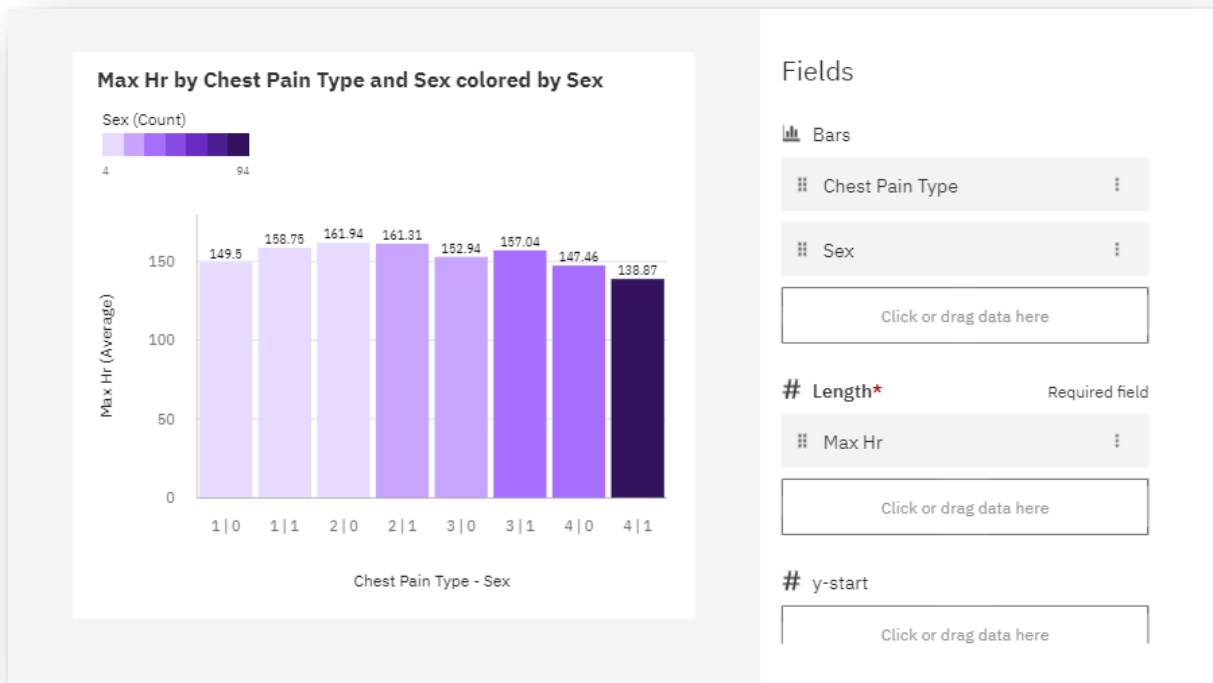 Max Hr by Chest Pain Type and Sex colored by Sex
Sex (Count)
4 94
149.5 158.75 161.94 161.31 152.94 157.04 147.46 138.87
150
100
50
0
Max Hr (Average)
1|0 1|1 2|0 2|1 3|0 3|1 4|0 4|1
Chest Pain Type - Sex
Fields
Bars
Chest Pain Type
Sex
Click or drag data here
# Length* Required field
Max Hr
Click or drag data here
# y-start
Click or drag data here